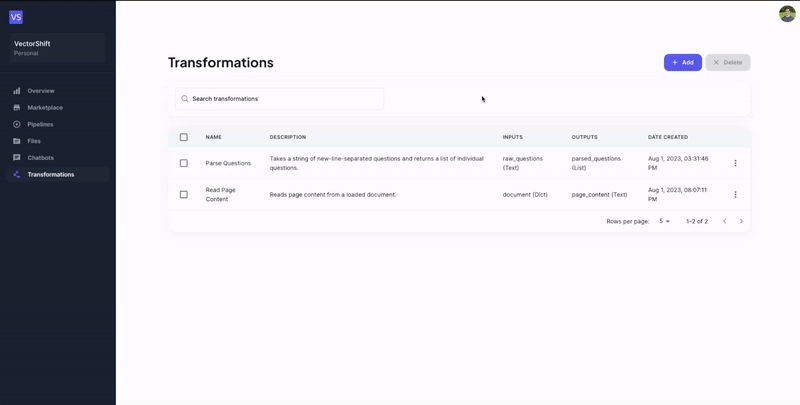 VS
VectorShift
Personal
Overview
Marketplace
Pipelines
Files
Chatbots
Transformations
Transformations
+ Add
× Delete
Search transformations
NAME DESCRIPTION INPUTS OUTPUTS DATE CREATED
Parse Questions Takes a string of new-line-separated questions and returns a list of individual questions. raw_questions (Text) parsed_questions (List) Aug 1, 2023, 03:31:46 PM
Read Page Content Reads page content from a loaded document. document (Dict) page_content (Text) Aug 1, 2023, 08:07:11 PM
Rows per page: 5 1–2 of 2